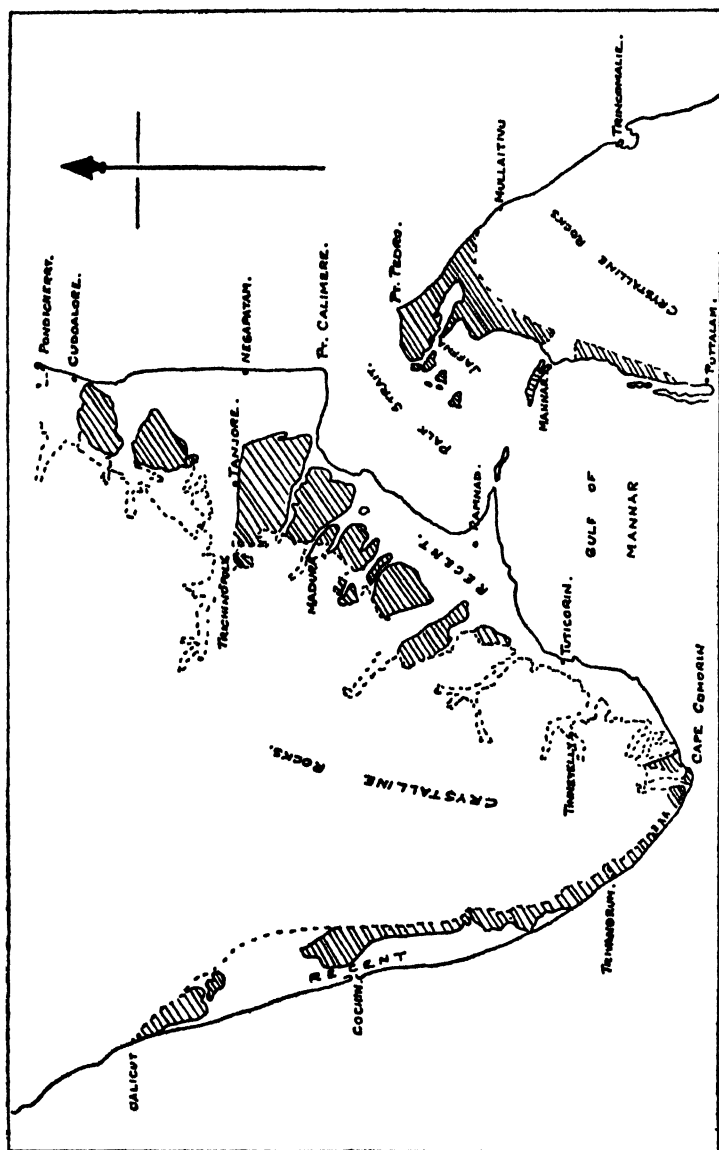 PONDICHERRY.
CUDDALORE.
NEGAPATAM.
PT. CALIMERE.
TANJORE.
TRICHINOPOLY
MADURA
RAMNAD.
RECENT.
CRYSTALLINE
ROCKS.
TUTICORIN.
TINNEVELLY
CAPE COMORIN
TRIVANDRUM.
RECENT
COCHIN.
CALICUT
PALK STRAIT.
GULF OF
MANNAR
PT. PEDRO.
JAFFNA
MANNAR
MULLAITIVU
TRINCOMALIE.
CRYSTALLINE
ROCKS
PUTTALAM.